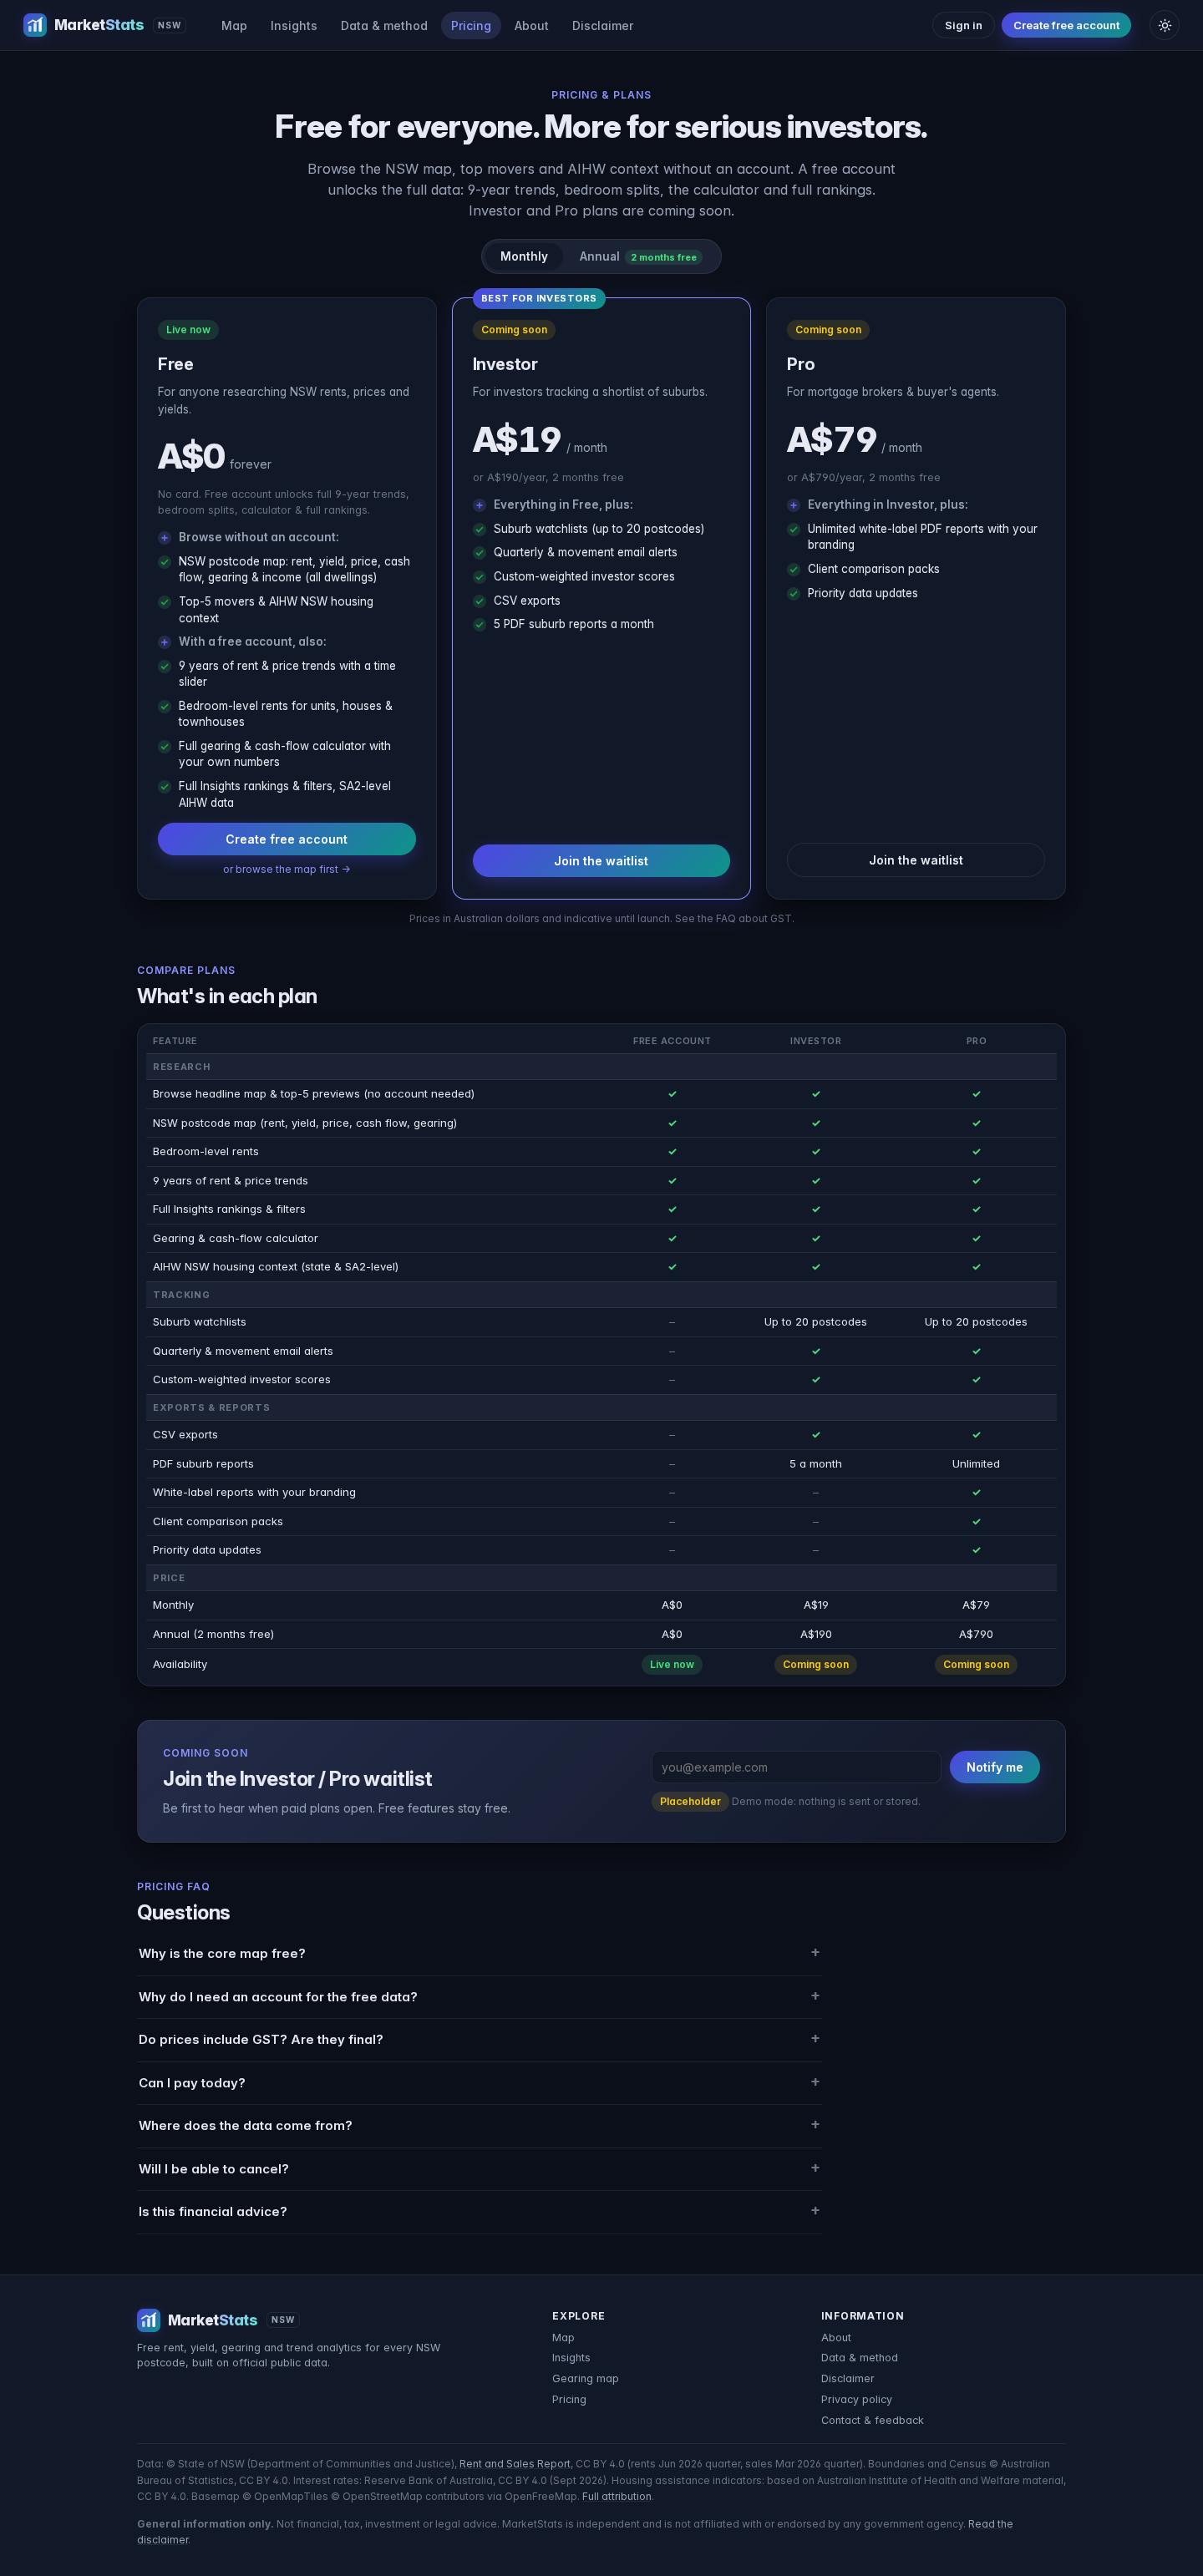 MarketStats NSW Map Insights Data & method Pricing About Disclaimer Sign in Create free account
PRICING & PLANS
Free for everyone. More for serious investors.
Browse the NSW map, top movers and AIHW context without an account. A free account
unlocks the full data: 9-year trends, bedroom splits, the calculator and full rankings.
Investor and Pro plans are coming soon.
Monthly Annual 2 months free
Live now
Free
For anyone researching NSW rents, prices and
yields.
A$0 forever
No card. Free account unlocks full 9-year trends,
bedroom splits, calculator & full rankings.
Browse without an account:
NSW postcode map: rent, yield, price, cash
flow, gearing & income (all dwellings)
Top-5 movers & AIHW NSW housing
context
With a free account, also:
9 years of rent & price trends with a time
slider
Bedroom-level rents for units, houses &
townhouses
Full gearing & cash-flow calculator with
your own numbers
Full Insights rankings & filters, SA2-level
AIHW data
Create free account
or browse the map first →
BEST FOR INVESTORS
Coming soon
Investor
For investors tracking a shortlist of suburbs.
A$19 / month
or A$190/year, 2 months free
Everything in Free, plus:
Suburb watchlists (up to 20 postcodes)
Quarterly & movement email alerts
Custom-weighted investor scores
CSV exports
5 PDF suburb reports a month
Join the waitlist
Coming soon
Pro
For mortgage brokers & buyer's agents.
A$79 / month
or A$790/year, 2 months free
Everything in Investor, plus:
Unlimited white-label PDF reports with your
branding
Client comparison packs
Priority data updates
Join the waitlist
Prices in Australian dollars and indicative until launch. See the FAQ about GST.
COMPARE PLANS
What's in each plan
FEATURE FREE ACCOUNT INVESTOR PRO
RESEARCH
Browse headline map & top-5 previews (no account needed) ✓ ✓ ✓
NSW postcode map (rent, yield, price, cash flow, gearing) ✓ ✓ ✓
Bedroom-level rents ✓ ✓ ✓
9 years of rent & price trends ✓ ✓ ✓
Full Insights rankings & filters ✓ ✓ ✓
Gearing & cash-flow calculator ✓ ✓ ✓
AIHW NSW housing context (state & SA2-level) ✓ ✓ ✓
TRACKING
Suburb watchlists – Up to 20 postcodes Up to 20 postcodes
Quarterly & movement email alerts – ✓ ✓
Custom-weighted investor scores – ✓ ✓
EXPORTS & REPORTS
CSV exports – ✓ ✓
PDF suburb reports – 5 a month Unlimited
White-label reports with your branding – – ✓
Client comparison packs – – ✓
Priority data updates – – ✓
PRICE
Monthly A$0 A$19 A$79
Annual (2 months free) A$0 A$190 A$790
Availability Live now Coming soon Coming soon
COMING SOON
Join the Investor / Pro waitlist
Be first to hear when paid plans open. Free features stay free.
you@example.com Notify me
Placeholder Demo mode: nothing is sent or stored.
PRICING FAQ
Questions
Why is the core map free? +
Why do I need an account for the free data? +
Do prices include GST? Are they final? +
Can I pay today? +
Where does the data come from? +
Will I be able to cancel? +
Is this financial advice? +
MarketStats NSW
Free rent, yield, gearing and trend analytics for every NSW
postcode, built on official public data.
EXPLORE
Map
Insights
Gearing map
Pricing
INFORMATION
About
Data & method
Disclaimer
Privacy policy
Contact & feedback
Data: © State of NSW (Department of Communities and Justice), Rent and Sales Report, CC BY 4.0 (rents Jun 2026 quarter, sales Mar 2026 quarter). Boundaries and Census © Australian
Bureau of Statistics, CC BY 4.0. Interest rates: Reserve Bank of Australia, CC BY 4.0 (Sept 2026). Housing assistance indicators: based on Australian Institute of Health and Welfare material,
CC BY 4.0. Basemap © OpenMapTiles © OpenStreetMap contributors via OpenFreeMap. Full attribution.
General information only. Not financial, tax, investment or legal advice. MarketStats is independent and is not affiliated with or endorsed by any government agency. Read the
disclaimer.